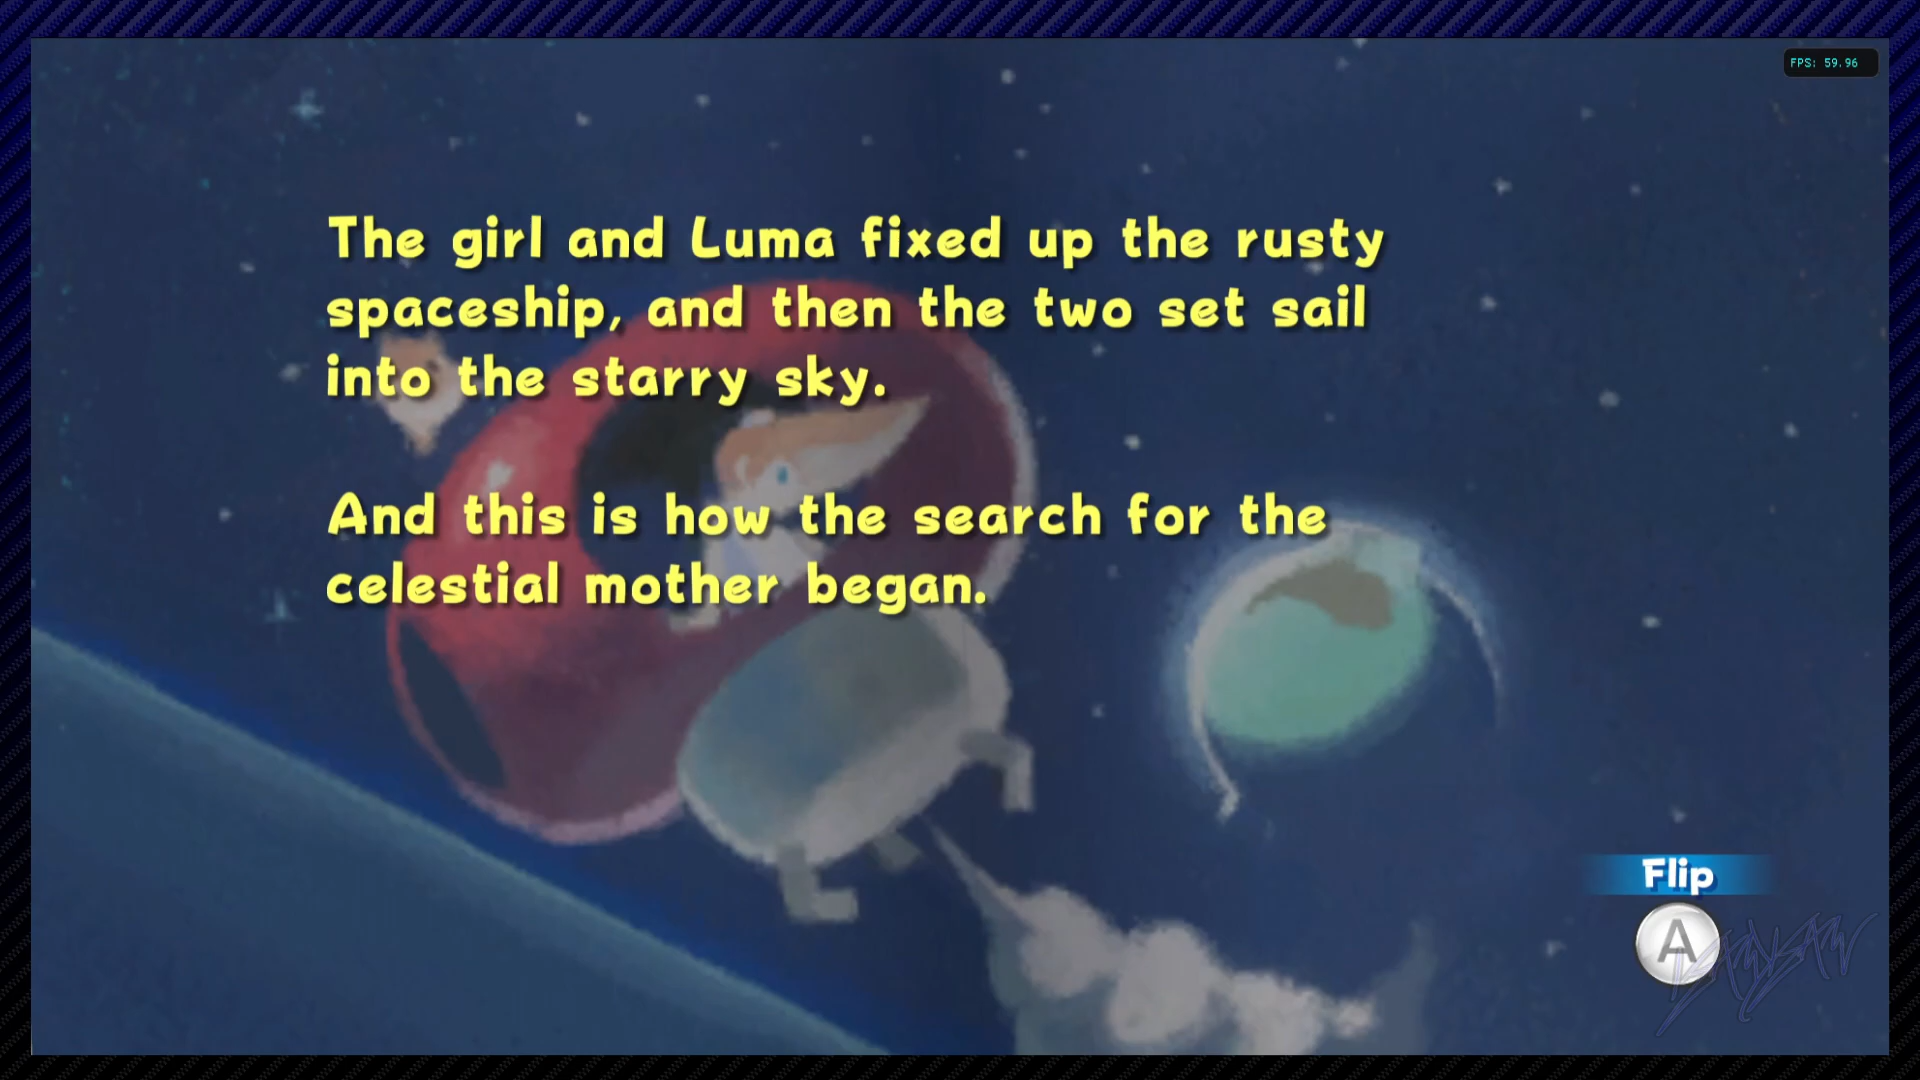 FPS: 59.96
The girl and Luma fixed up the rusty
spaceship, and then the two set sail
into the starry sky.
And this is how the search for the
celestial mother began.
Flip
A